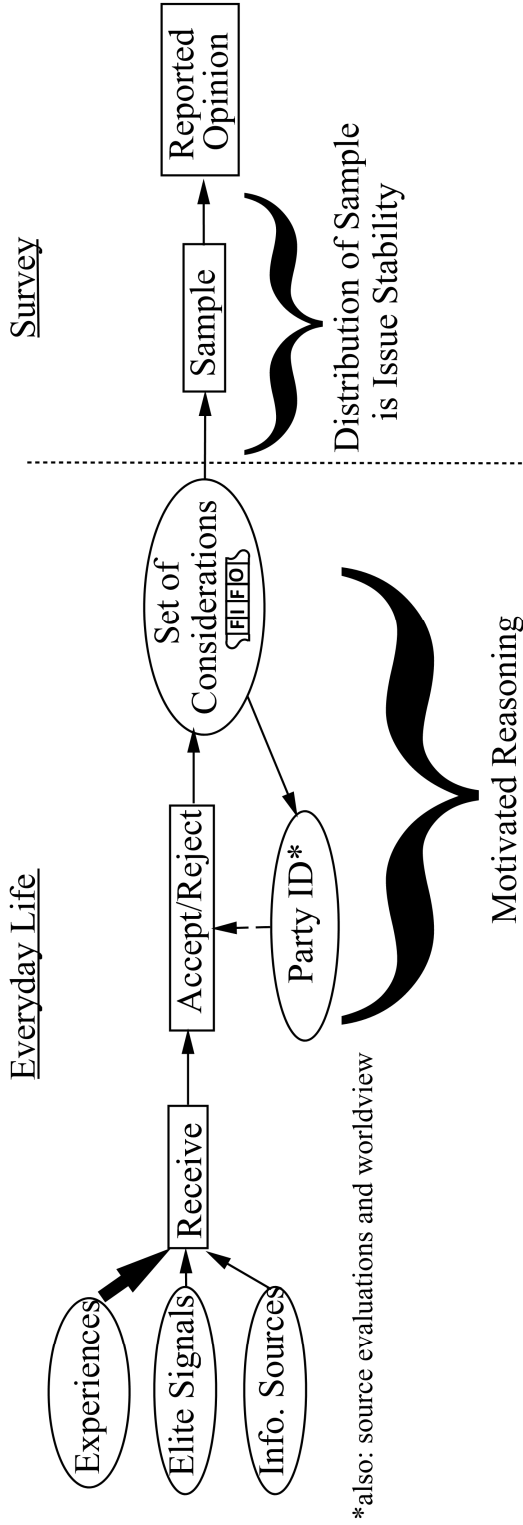 Everyday Life
Survey
Experiences
Elite Signals
Info. Sources
Receive
Accept/Reject
Party ID*
Set of
Considerations
FIFO
Sample
Reported
Opinion
*also: source evaluations and worldview
Motivated Reasoning
Distribution of Sample
is Issue Stability